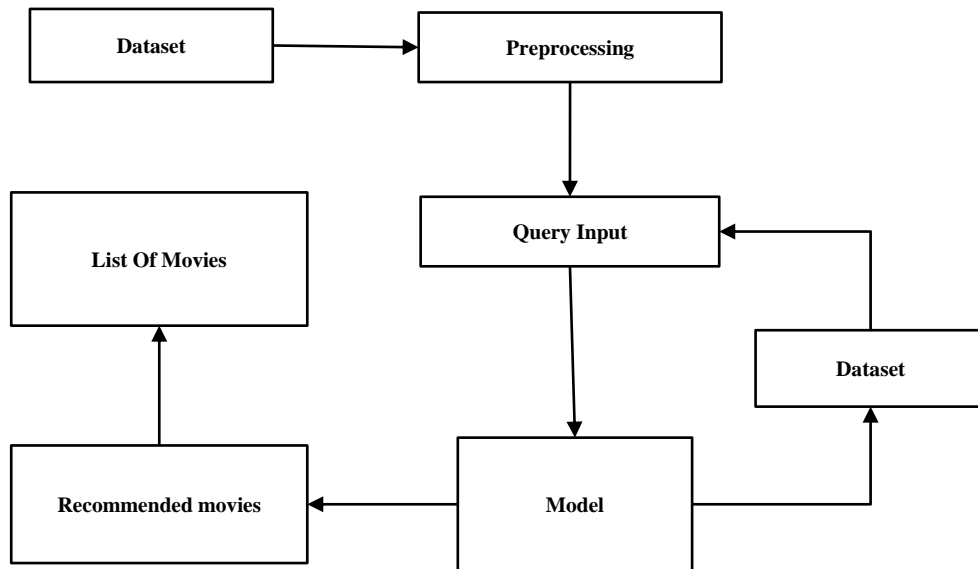 Dataset
Preprocessing
List Of Movies
Query Input
Dataset
Recommended movies
Model